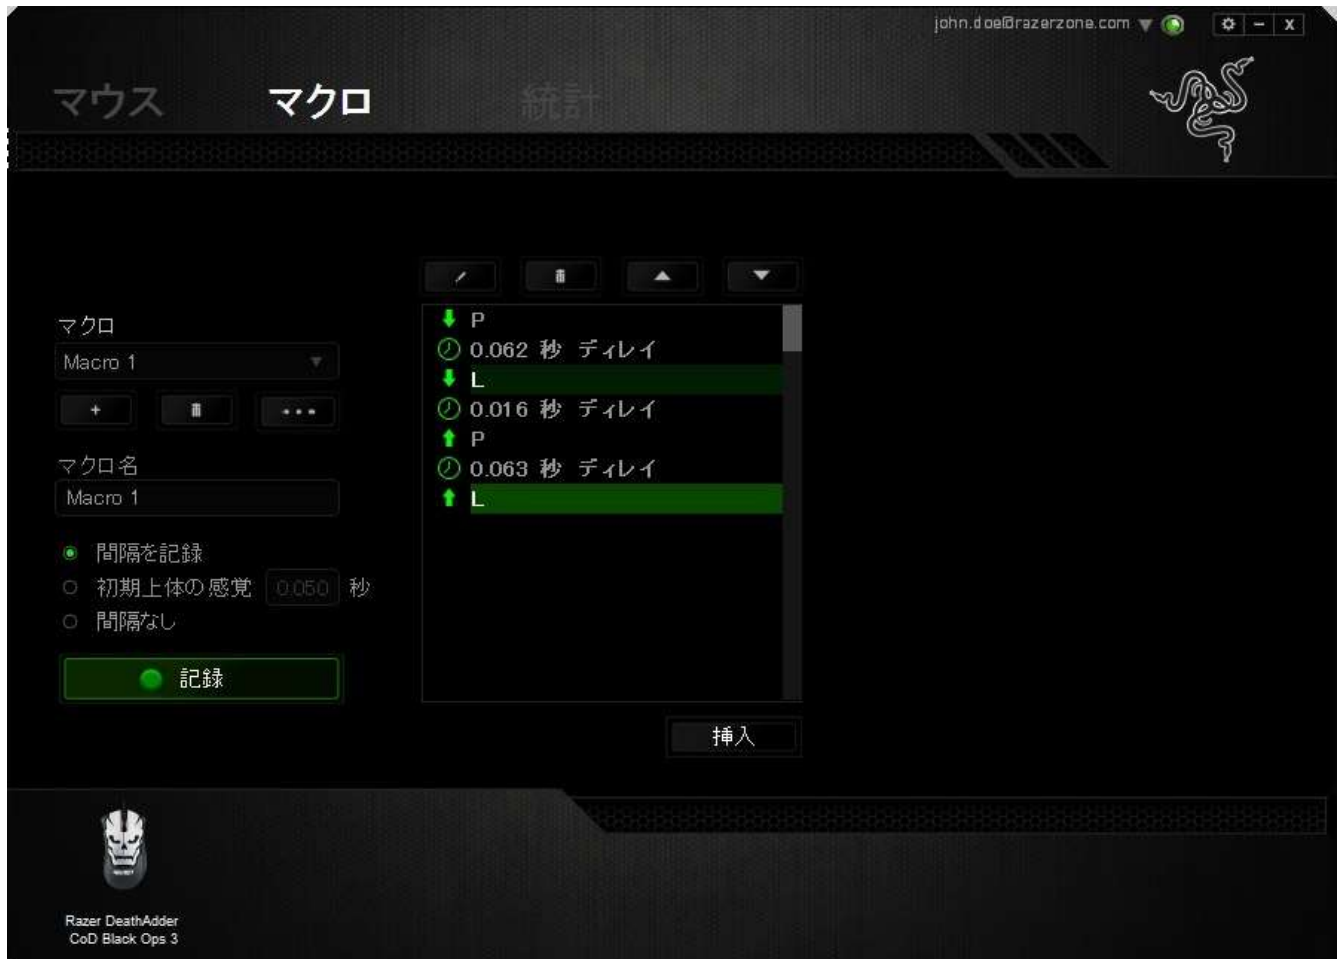 john.doe@razerzone.com
マウス マクロ 統計
マクロ
Macro 1
マクロ名
Macro 1
間隔を記録
初期上体の感覚 0.050 秒
間隔なし
記録
P
0.062 秒 ディレイ
L
0.016 秒 ディレイ
P
0.063 秒 ディレイ
L
挿入
Razer DeathAdder
CoD Black Ops 3